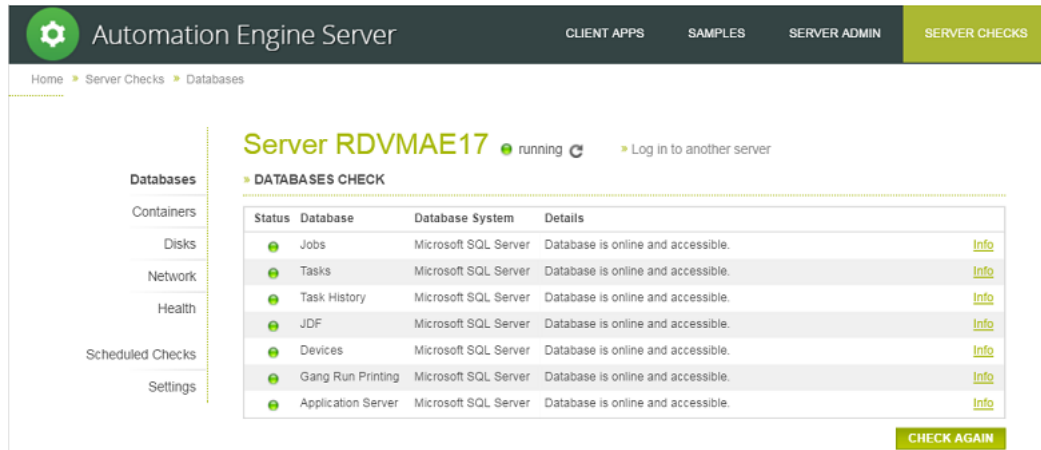 Automation Engine Server CLIENT APPS SAMPLES SERVER ADMIN SERVER CHECKS
Home » Server Checks » Databases
Server RDVMAE17 running » Log in to another server
Databases
Containers
Disks
Network
Health
Scheduled Checks
Settings
» DATABASES CHECK
Status Database Database System Details
Jobs Microsoft SQL Server Database is online and accessible. Info
Tasks Microsoft SQL Server Database is online and accessible. Info
Task History Microsoft SQL Server Database is online and accessible. Info
JDF Microsoft SQL Server Database is online and accessible. Info
Devices Microsoft SQL Server Database is online and accessible. Info
Gang Run Printing Microsoft SQL Server Database is online and accessible. Info
Application Server Microsoft SQL Server Database is online and accessible. Info
CHECK AGAIN